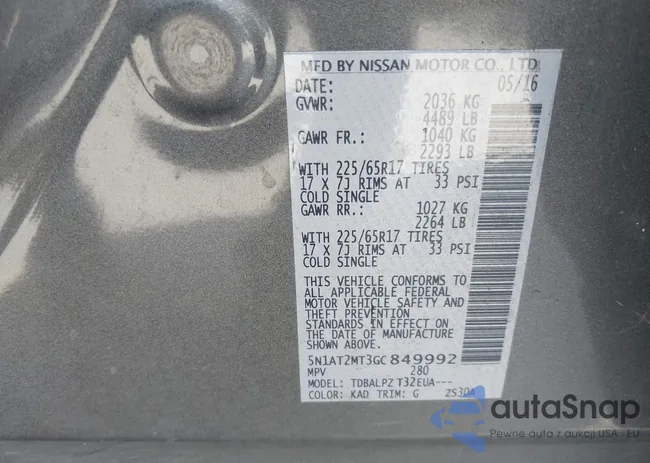 MFD BY NISSAN MOTOR CO., LTD.
DATE: 05/16
GVWR: 2036 KG
4489 LB
GAWR FR.: 1040 KG
2293 LB
WITH 225/65R17 TIRES
17 X 7J RIMS AT 33 PSI
COLD SINGLE
GAWR RR.: 1027 KG
2264 LB
WITH 225/65R17 TIRES
17 X 7J RIMS AT 33 PSI
COLD SINGLE
THIS VEHICLE CONFORMS TO
ALL APPLICABLE FEDERAL
MOTOR VEHICLE SAFETY AND
THEFT PREVENTION
STANDARDS IN EFFECT ON
THE DATE OF MANUFACTURE
SHOWN ABOVE.
5N1AT2MT3GC849992
MPV 280
MODEL: TDBALPZ T32EUA---
COLOR: KAD TRIM: G ZS30A
autoSnap
Pewne auta z aukcji USA i EU